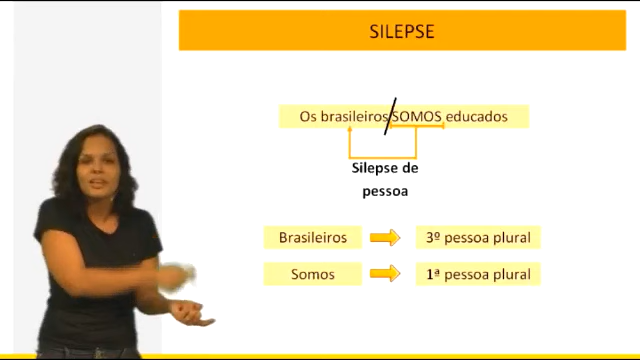 SILEPSE
Os brasileiros/SOMOS educados
Silepse de
pessoa
Brasileiros 3º pessoa plural
Somos 1ª pessoa plural